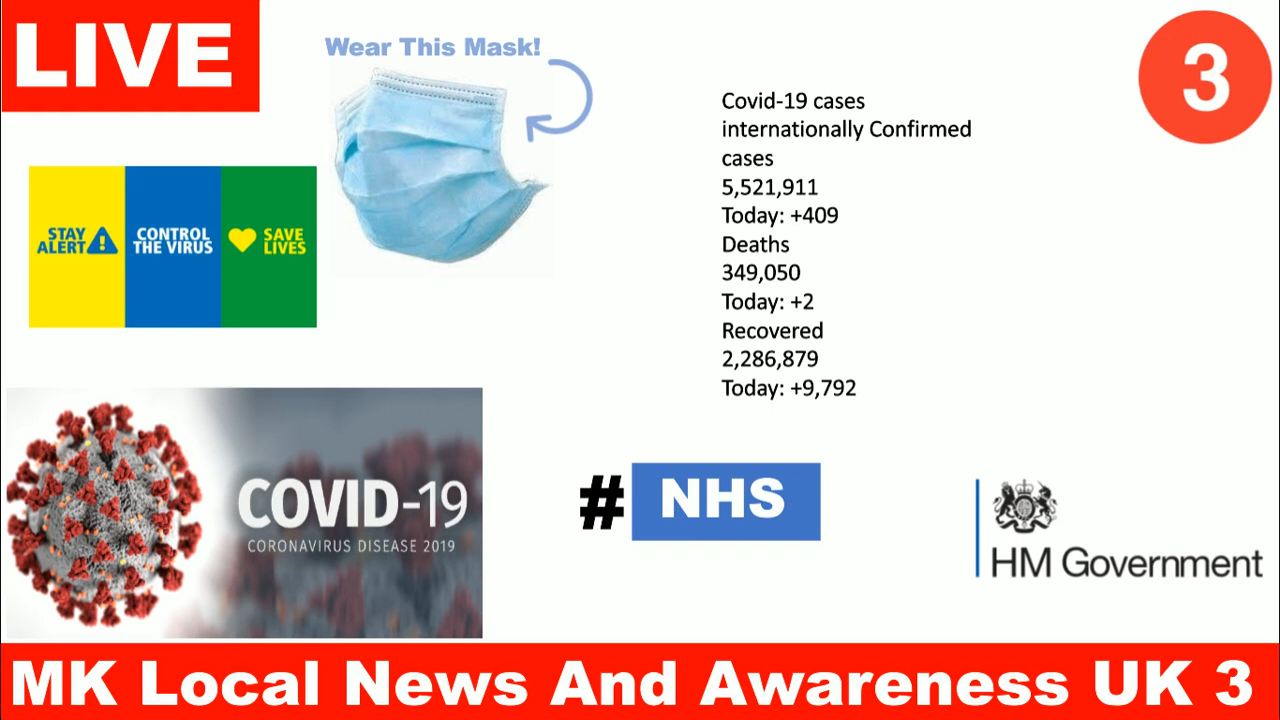 LIVE
Wear This Mask!
3
Covid-19 cases
internationally Confirmed
cases
5,521,911
Today: +409
Deaths
349,050
Today: +2
Recovered
2,286,879
Today: +9,792
STAY
ALERT
CONTROL
THE VIRUS
SAVE
LIVES
COVID-19
CORONAVIRUS DISEASE 2019
# NHS
HM Government
MK Local News And Awareness UK 3